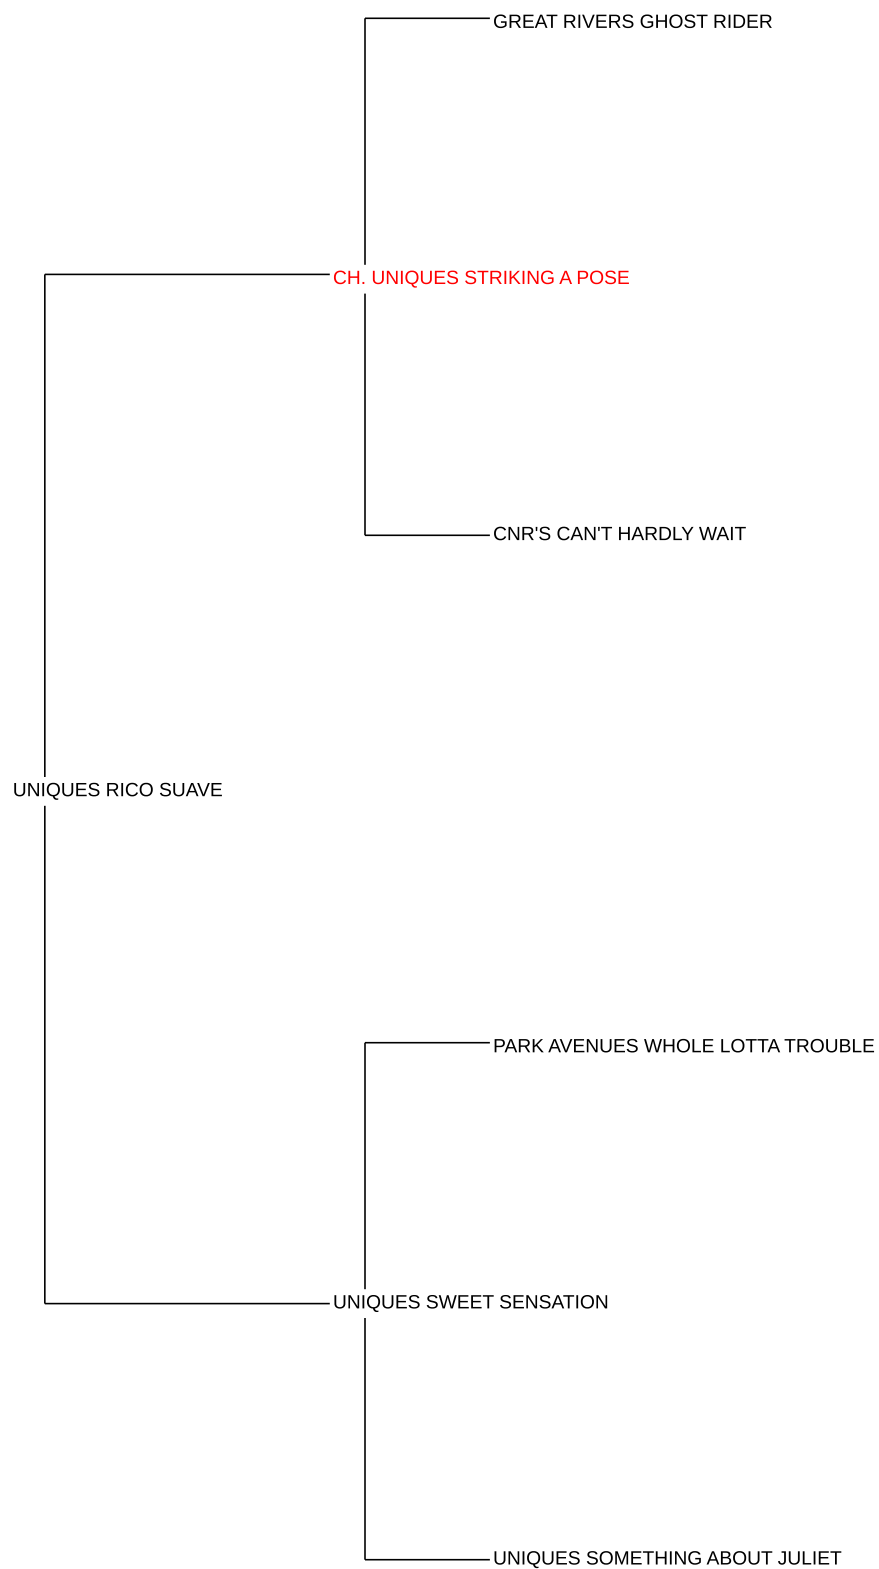 GREAT RIVERS GHOST RIDER
CH. UNIQUES STRIKING A POSE
CNR'S CAN'T HARDLY WAIT
UNIQUES RICO SUAVE
PARK AVENUES WHOLE LOTTA TROUBLE
UNIQUES SWEET SENSATION
UNIQUES SOMETHING ABOUT JULIET